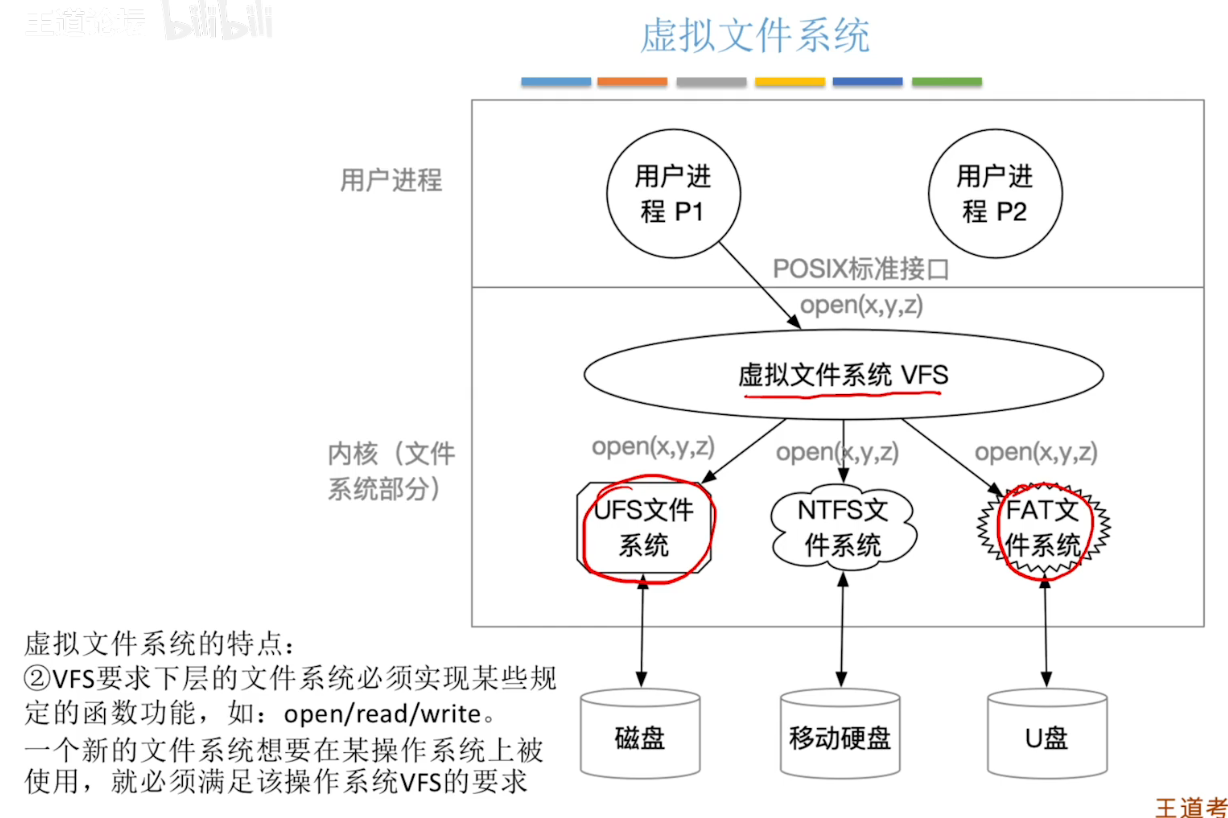 王道论坛 bilibili
虚拟文件系统
用户进程
用户进
程 P1
用户进
程 P2
POSIX标准接口
open(x,y,z)
虚拟文件系统 VFS
内核（文件
系统部分）
open(x,y,z)
open(x,y,z)
open(x,y,z)
UFS文件
系统
NTFS文
件系统
FAT文
件系统
虚拟文件系统的特点：
②VFS要求下层的文件系统必须实现某些规
定的函数功能，如：open/read/write。
一个新的文件系统想要在某操作系统上被
使用，就必须满足该操作系统VFS的要求
磁盘
移动硬盘
U盘
王道考